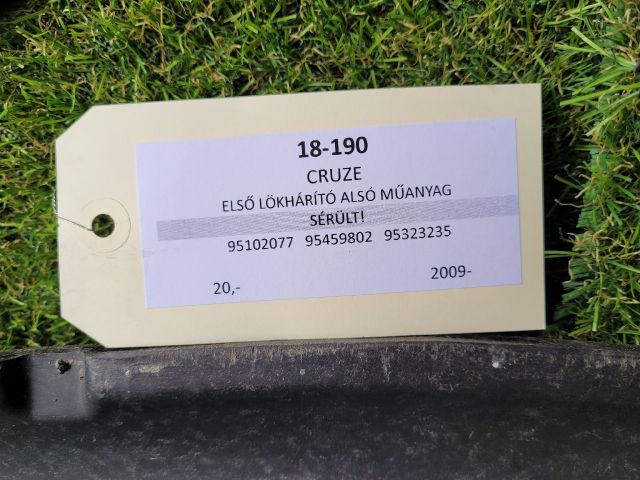 18-190
CRUZE
ELSŐ LÖKHÁRÍTÓ ALSÓ MŰANYAG
SÉRÜLT!
95102077 95459802 95323235
20,- 2009-